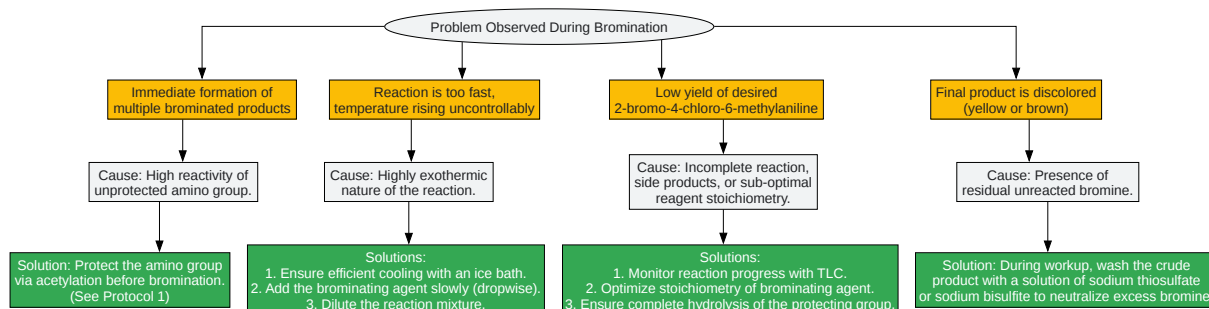 Problem Observed During Bromination
Immediate formation of
multiple brominated products
Reaction is too fast,
temperature rising uncontrollably
Low yield of desired
2-bromo-4-chloro-6-methylaniline
Final product is discolored
(yellow or brown)
Cause: High reactivity of
unprotected amino group.
Cause: Highly exothermic
nature of the reaction.
Cause: Incomplete reaction,
side products, or sub-optimal
reagent stoichiometry.
Cause: Presence of
residual unreacted bromine.
Solution: Protect the amino group
via acetylation before bromination.
(See Protocol 1)
Solutions:
1. Ensure efficient cooling with an ice bath.
2. Add the brominating agent slowly (dropwise).
3. Dilute the reaction mixture.
Solutions:
1. Monitor reaction progress with TLC.
2. Optimize stoichiometry of brominating agent.
3. Ensure complete hydrolysis of the protecting group.
Solution: During workup, wash the crude
product with a solution of sodium thiosulfate
or sodium bisulfite to neutralize excess bromine